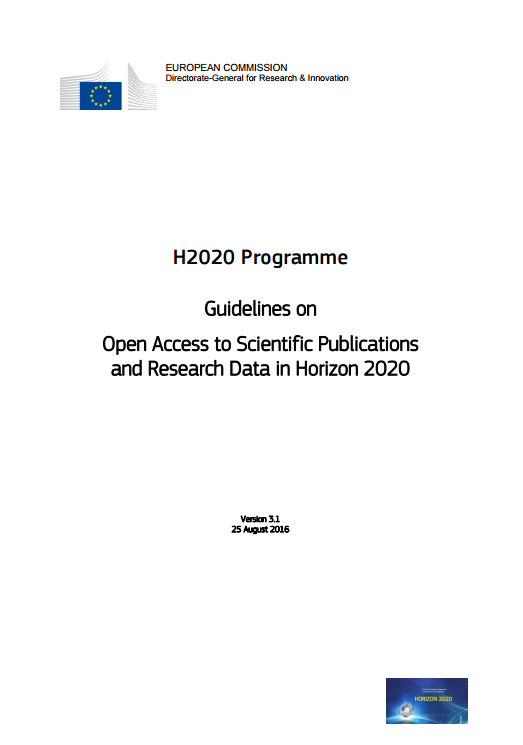 EUROPEAN COMMISSION
Directorate-General for Research & Innovation
H2020 Programme
Guidelines on
Open Access to Scientific Publications
and Research Data in Horizon 2020
Version 3.1
25 August 2016
HORIZON 2020